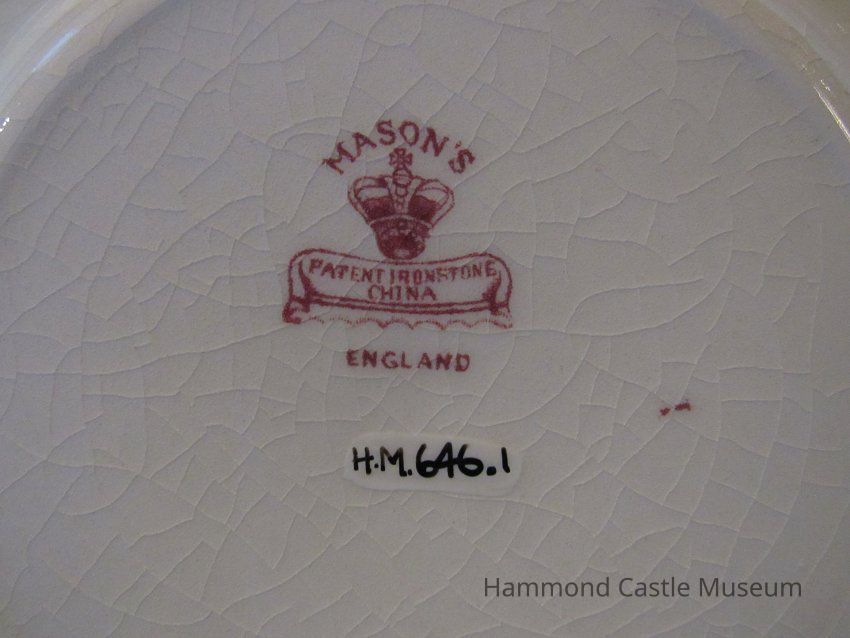 MASON'S
PATENT IRONSTONE
CHINA
ENGLAND
H.M.646.1
Hammond Castle Museum